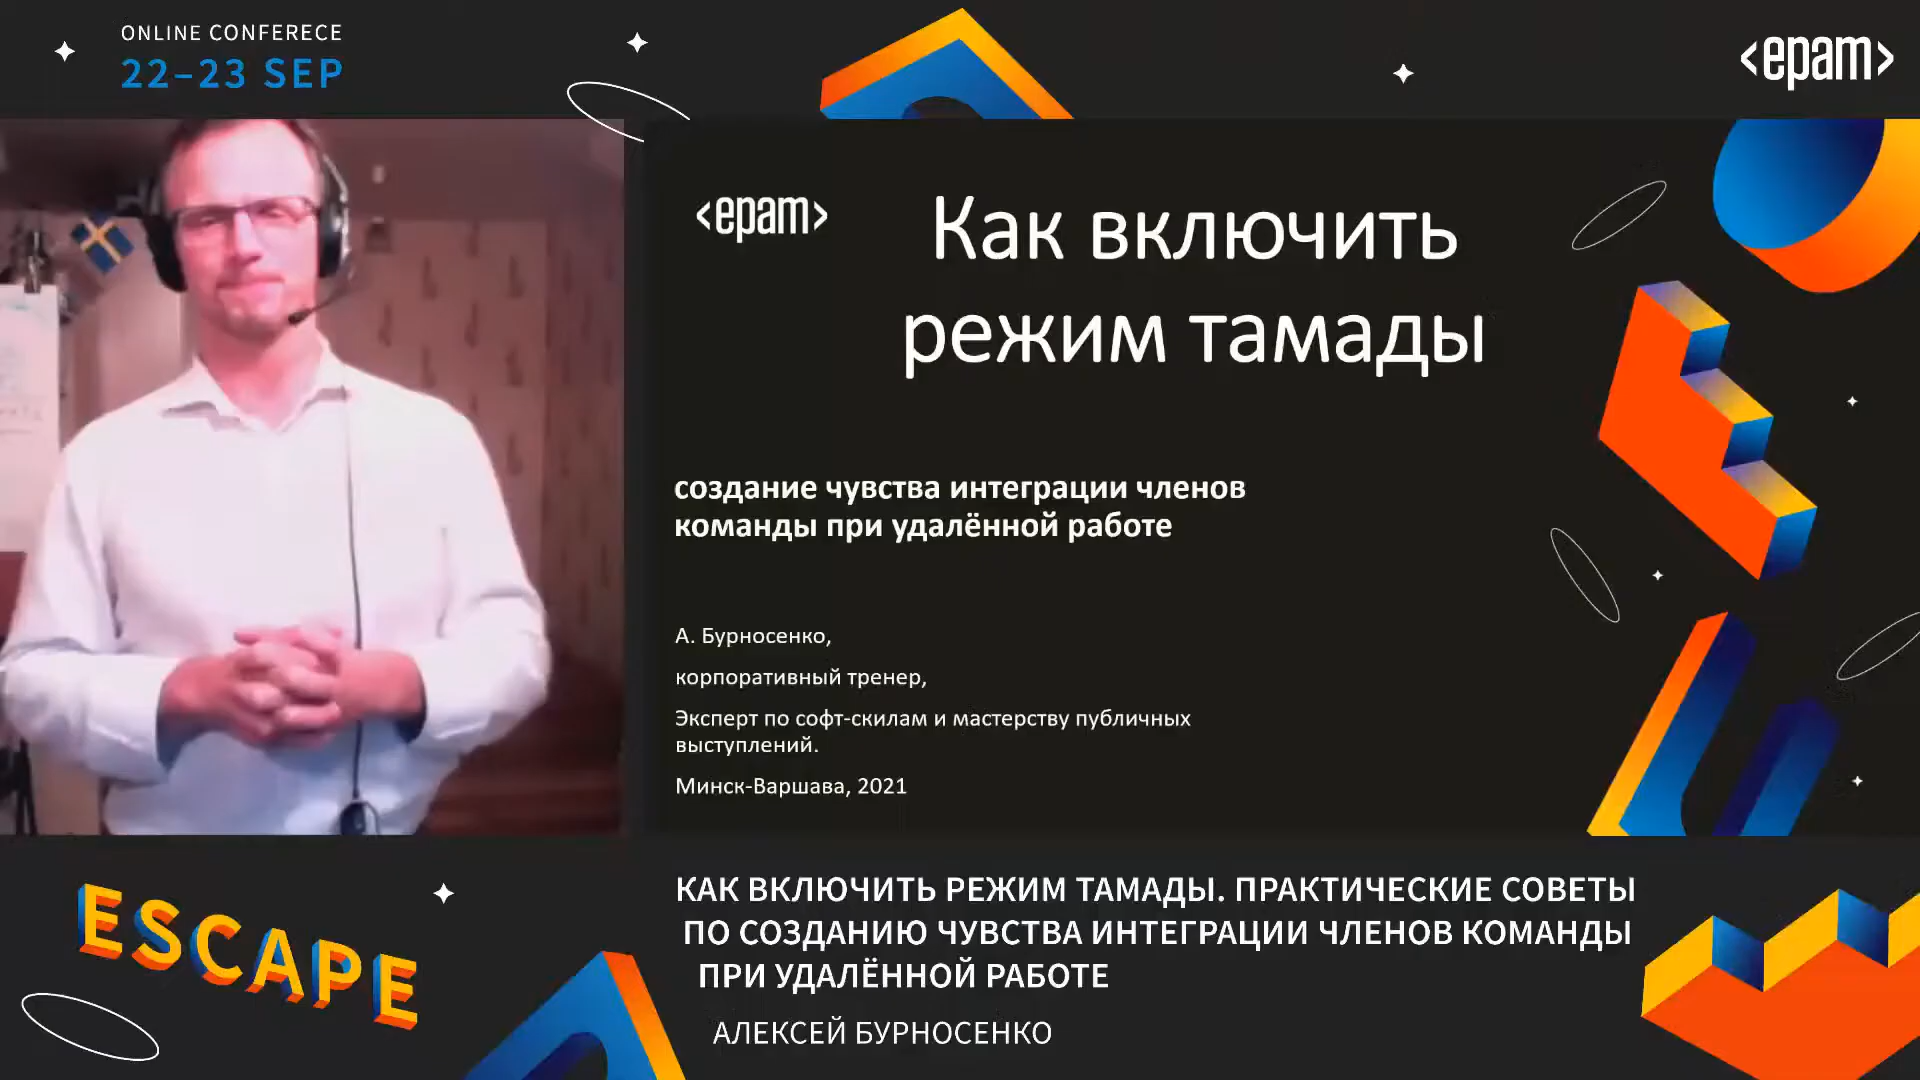 ONLINE CONFERECE
22–23 SEP
<epam>
<epam>
Как включить
режим тамады
создание чувства интеграции членов
команды при удалённой работе
А. Бурносенко,
корпоративный тренер,
Эксперт по софт-скилам и мастерству публичных
выступлений.
Минск-Варшава, 2021
ESCAPE
КАК ВКЛЮЧИТЬ РЕЖИМ ТАМАДЫ. ПРАКТИЧЕСКИЕ СОВЕТЫ
ПО СОЗДАНИЮ ЧУВСТВА ИНТЕГРАЦИИ ЧЛЕНОВ КОМАНДЫ
ПРИ УДАЛЁННОЙ РАБОТЕ
АЛЕКСЕЙ БУРНОСЕНКО